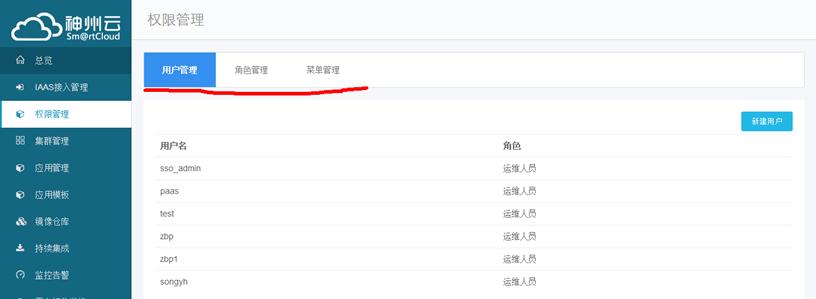 神州云
Sm@rtCloud
总览
IAAS接入管理
权限管理
集群管理
应用管理
应用模板
镜像仓库
持续集成
监控告警
权限管理
用户管理 角色管理 菜单管理
新建用户
用户名 角色
sso_admin 运维人员
paas 运维人员
test 运维人员
zbp 运维人员
zbp1 运维人员
songyh 运维人员